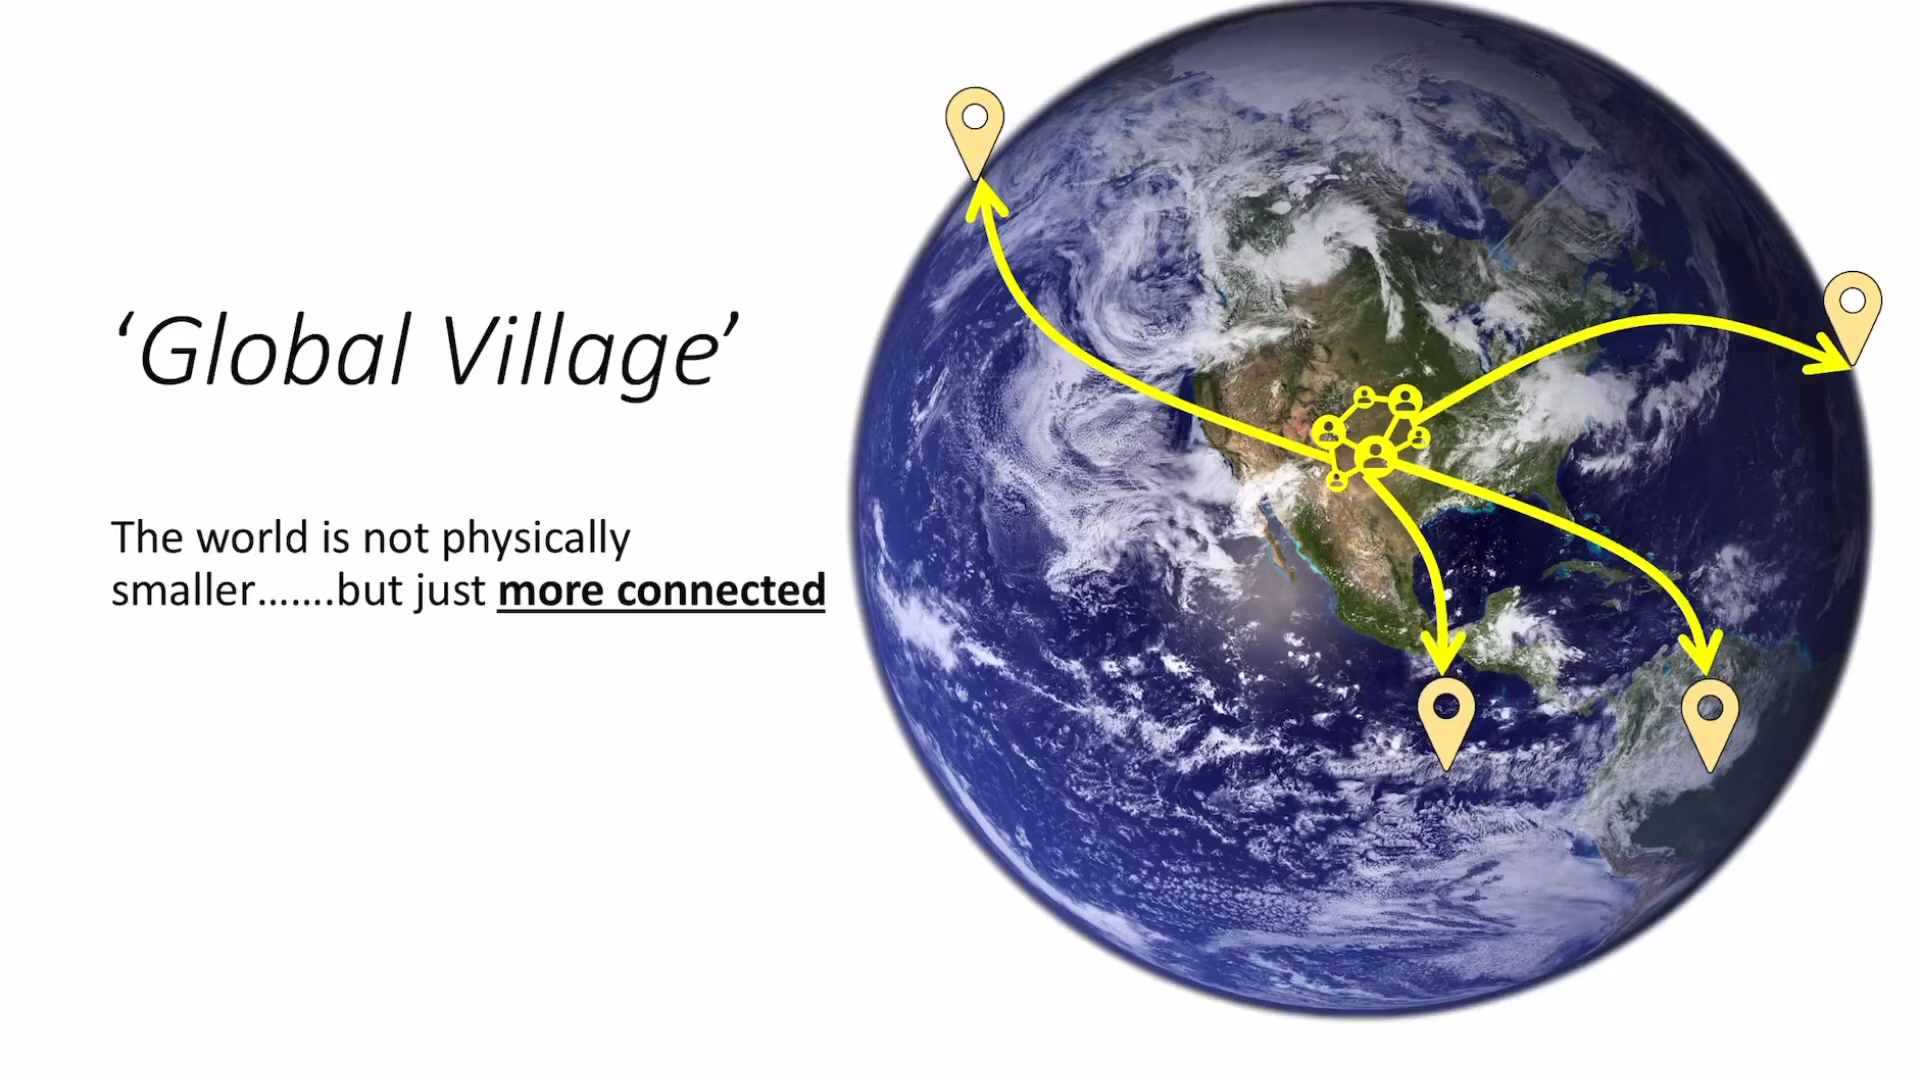 ‘Global Village’
The world is not physically
smaller…….but just more connected